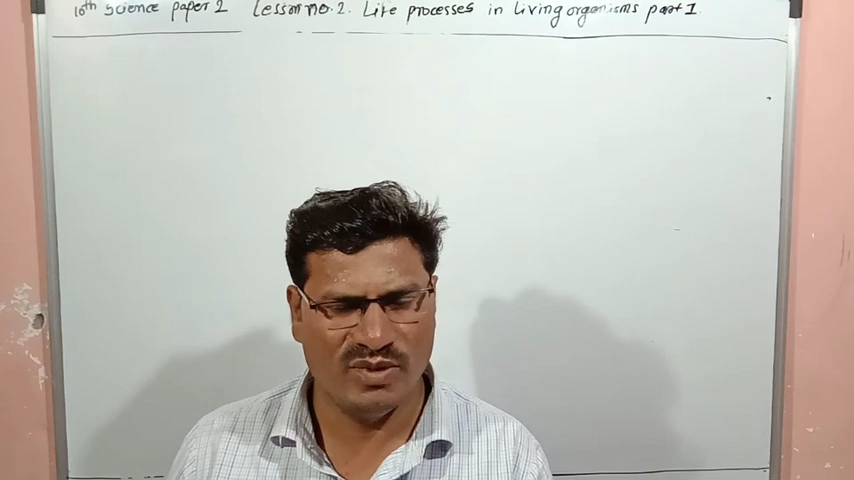 10th Science paper 2 Lesson no. 2. Life processes in living organisms part 1.